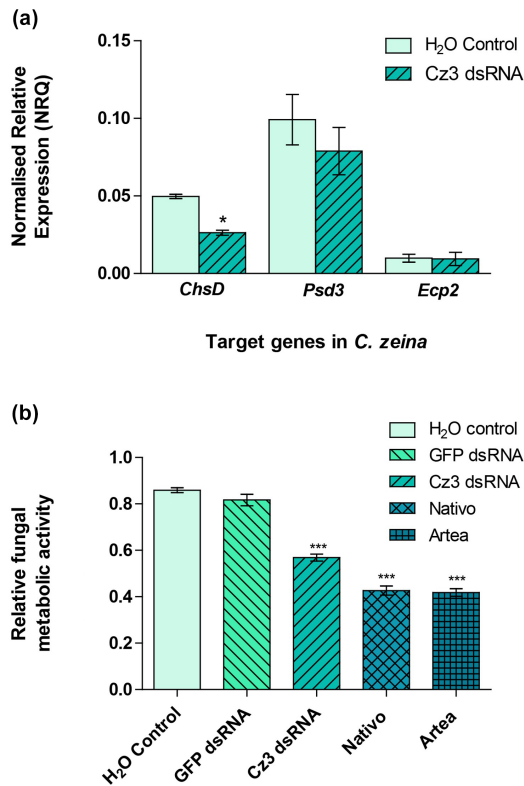 (a)
H₂O Control
Cz3 dsRNA
Normalised Relative
Expression (NRQ)
0.15
0.10
0.05
0.00
*
ChsD Psd3 Ecp2
Target genes in C. zeina
(b)
H₂O control
GFP dsRNA
Cz3 dsRNA
Nativo
Artea
Relative fungal
metabolic activity
1.0
0.8
0.6
0.4
0.2
0.0
*** *** ***
H₂O Control
GFP dsRNA
Cz3 dsRNA
Nativo
Artea